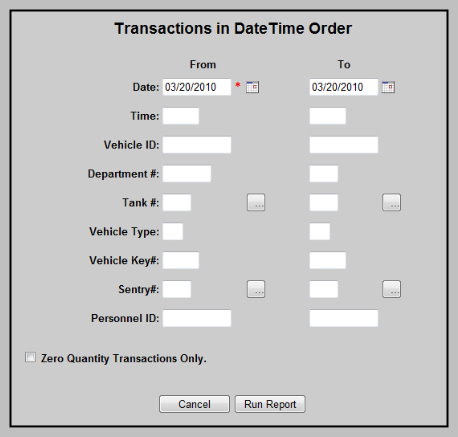 Transactions in DateTime Order
From To
Date: 03/20/2010 * 03/20/2010
Time:
Vehicle ID:
Department #:
Tank #: ... ...
Vehicle Type:
Vehicle Key#:
Sentry#: ... ...
Personnel ID:
Zero Quantity Transactions Only.
Cancel Run Report